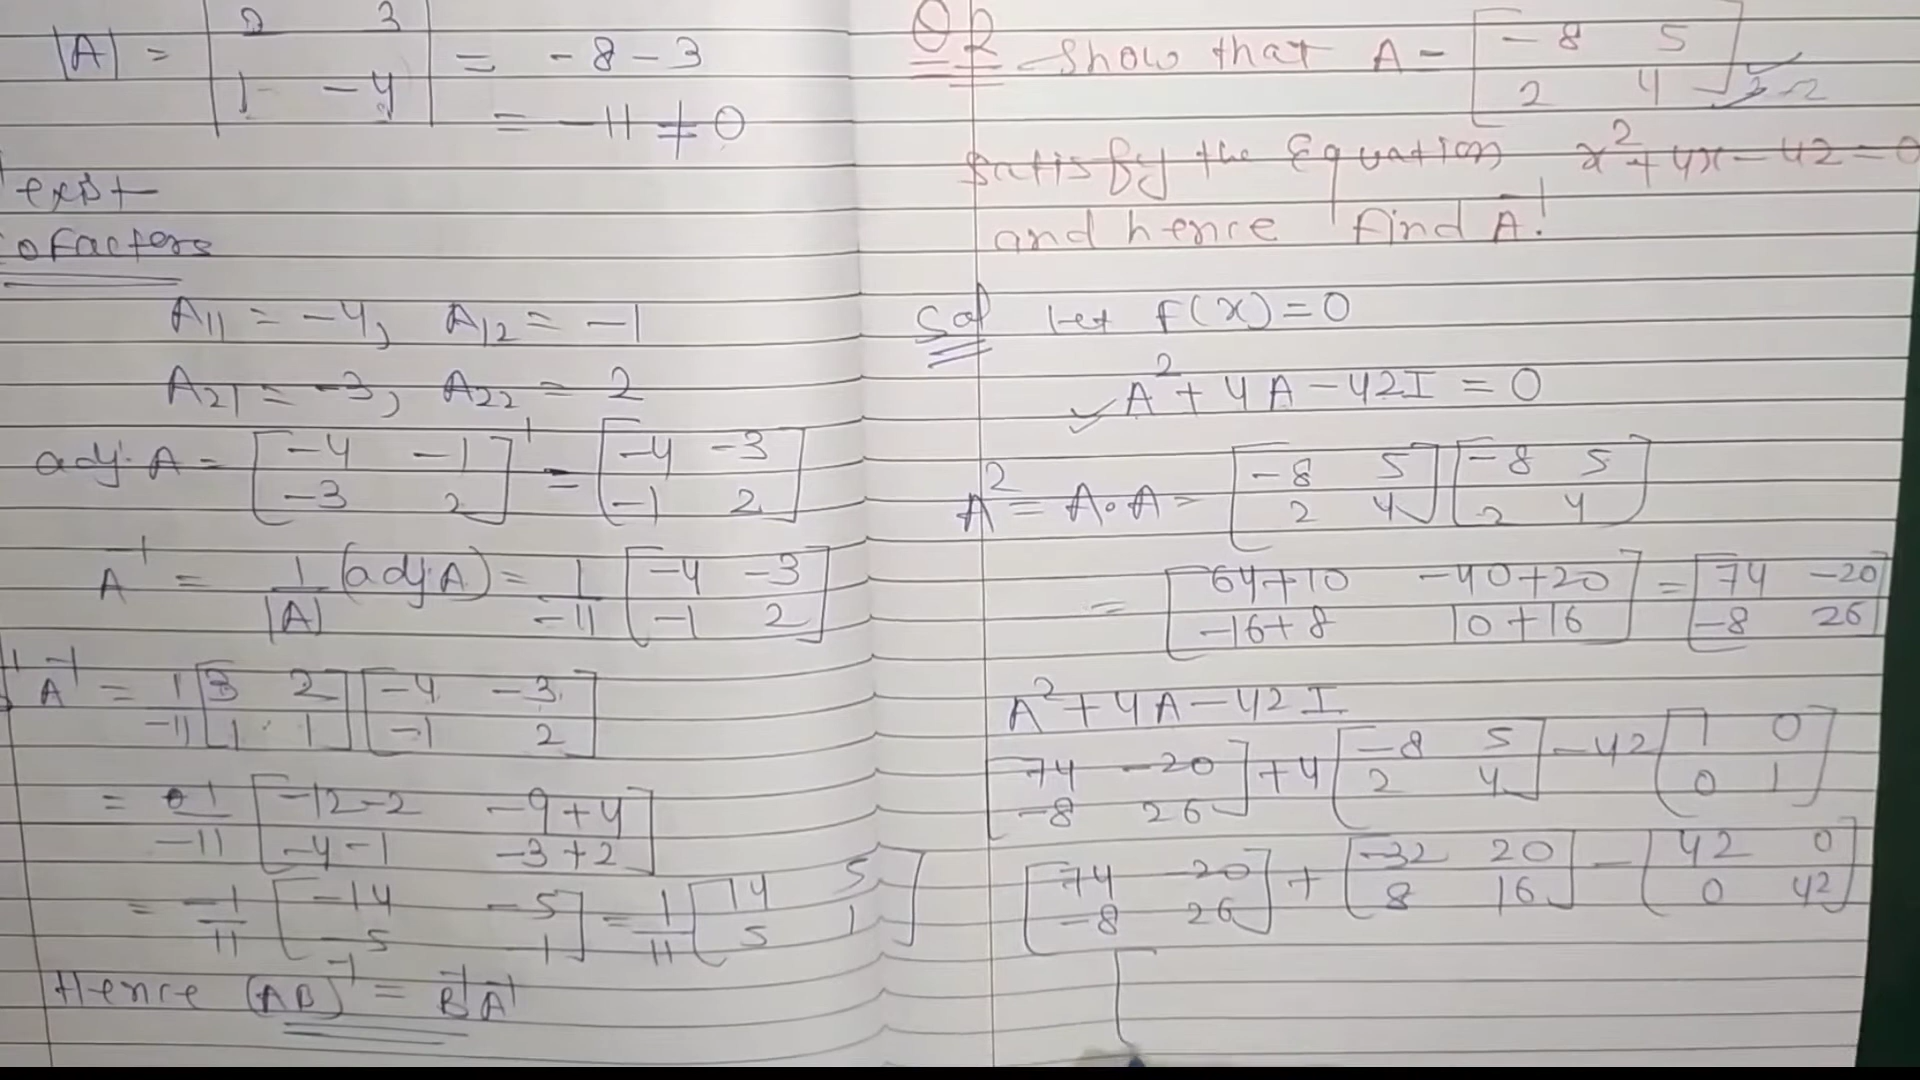 |A| = | 2 3 | = -8-3
| 1 -4 |
= -11 ≠ 0
exist
ofactors
A11 = -4, A12 = -1
A21 = -3, A22 = 2
adj·A = [-4 -1]' = [-4 -3]
[-3 2] [-1 2]
A⁻¹ = 1/|A| (adj·A) = 1/-11 [-4 -3]
[-1 2]
A⁻¹ = 1/-11 [3 2] [-4 -3]
[1 1] [-1 2]
= 1/-11 [-12-2 -9+4]
[-4-1 -3+2]
= -1/11 [-14 -5] = 1/11 [14 5]
[-5 -1] [5 1]
Hence (AB)⁻¹ = B⁻¹A⁻¹
Q2 Show that A = [-8 5]
[2 4] 2×2
satisfy the Equation x²+4x-42=0
and hence find A⁻¹.
Sol let f(x)=0
A²+4A-42I=0
A² = A·A = [-8 5] [-8 5]
[2 4] [2 4]
= [64+10 -40+20] = [74 -20]
[-16+8 10+16] [-8 26]
A²+4A-42I
[74 -20] +4 [-8 5] -42 [1 0]
[-8 26] [2 4] [0 1]
[74 -20] + [-32 20] - [42 0]
[-8 26] [8 16] [0 42]
[